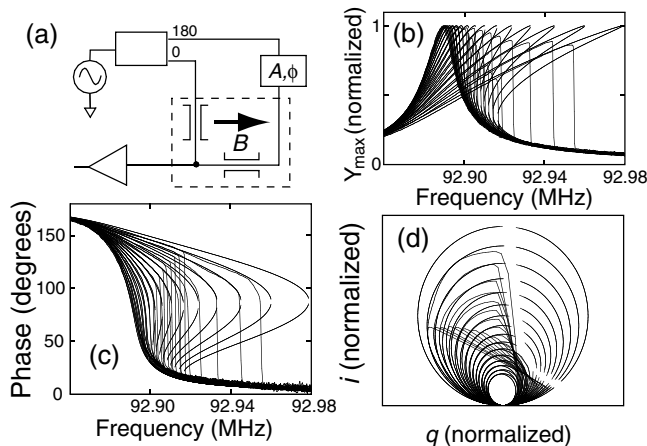 (a)
180
0
A,ϕ
B
(b)
Y max (normalized)
1
0
92.90
92.94
92.98
Frequency (MHz)
(c)
Phase (degrees)
150
100
50
0
92.90
92.94
92.98
Frequency (MHz)
(d)
i (normalized)
q (normalized)